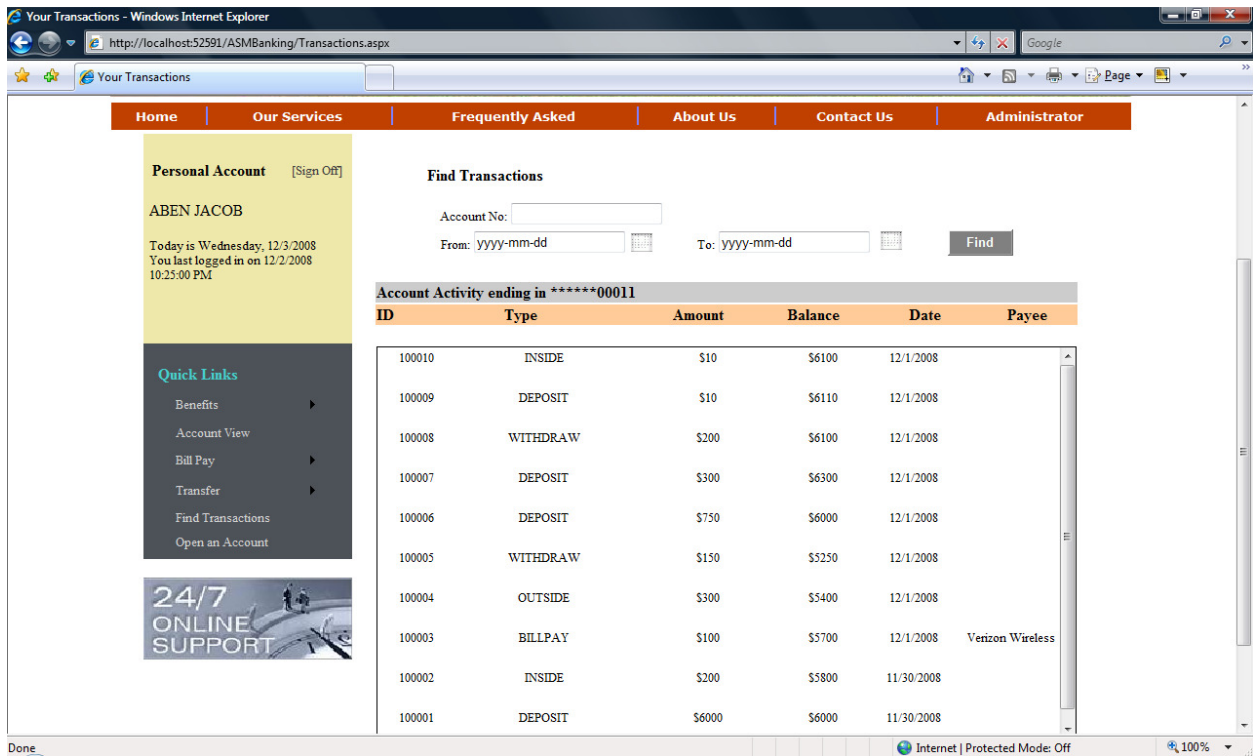 Your Transactions - Windows Internet Explorer
http://localhost:52591/ASMBanking/Transactions.aspx
Google
Your Transactions
Page
Home Our Services Frequently Asked About Us Contact Us Administrator
Personal Account [Sign Off]
ABEN JACOB
Today is Wednesday, 12/3/2008
You last logged in on 12/2/2008
10:25:00 PM
Quick Links
Benefits
Account View
Bill Pay
Transfer
Find Transactions
Open an Account
24/7
ONLINE
SUPPORT
Find Transactions
Account No:
From: yyyy-mm-dd To: yyyy-mm-dd Find
Account Activity ending in ******00011
ID Type Amount Balance Date Payee
100010 INSIDE $10 $6100 12/1/2008
100009 DEPOSIT $10 $6110 12/1/2008
100008 WITHDRAW $200 $6100 12/1/2008
100007 DEPOSIT $300 $6300 12/1/2008
100006 DEPOSIT $750 $6000 12/1/2008
100005 WITHDRAW $150 $5250 12/1/2008
100004 OUTSIDE $300 $5400 12/1/2008
100003 BILLPAY $100 $5700 12/1/2008 Verizon Wireless
100002 INSIDE $200 $5800 11/30/2008
100001 DEPOSIT $6000 $6000 11/30/2008
Done Internet | Protected Mode: Off 100%